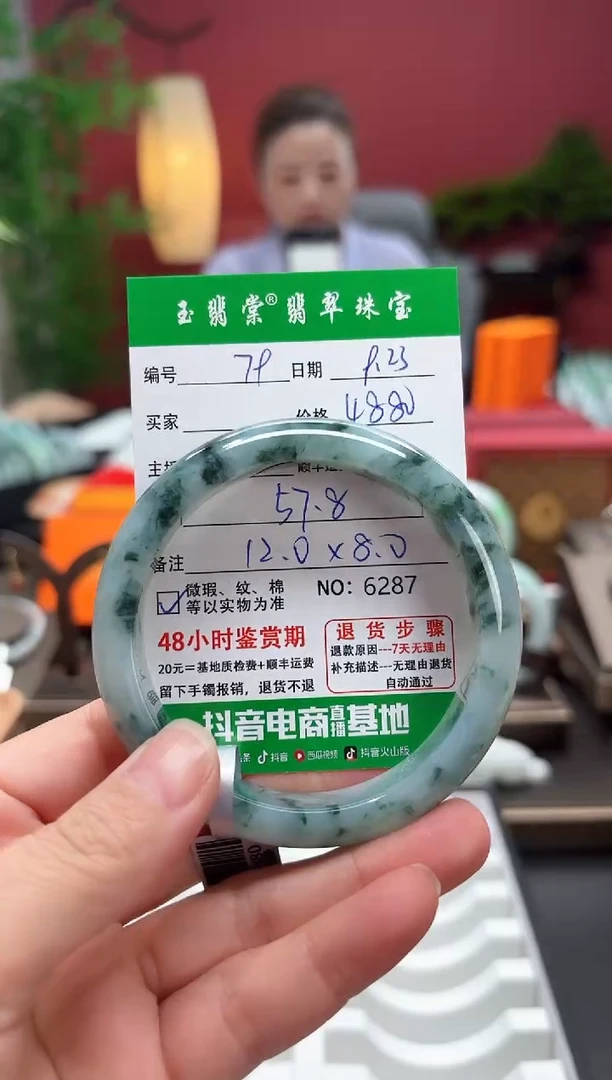 玉翡棠®翡翠珠宝
编号 79 日期 9.23
买家 价格 4880
57.8
备注 12.0×8.0
☑微瑕、纹、棉
等以实物为准
NO：6287
48小时鉴赏期
20元=基地质检费+顺丰运费
留下手镯报销，退货不退
退货步骤
退款原因---7天无理由
补充描述---无理由退货
自动通过
抖音电商直播基地
抖音 西瓜视频 抖音火山版